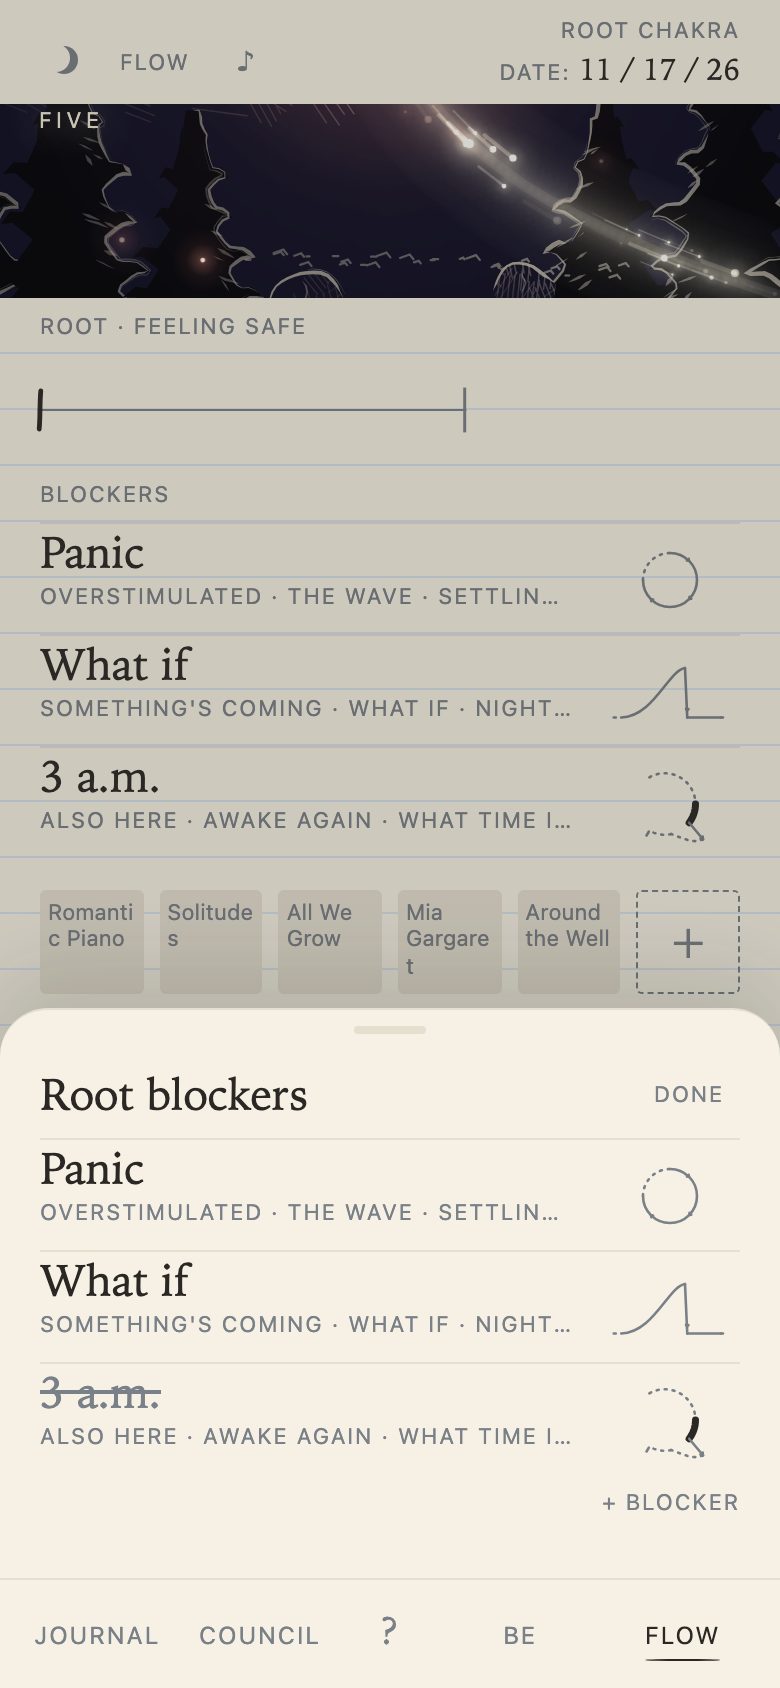 FLOW
ROOT CHAKRA
DATE: 11 / 17 / 26
FIVE
ROOT · FEELING SAFE
BLOCKERS
Panic
OVERSTIMULATED · THE WAVE · SETTLIN…
What if
SOMETHING'S COMING · WHAT IF · NIGHT…
3 a.m.
ALSO HERE · AWAKE AGAIN · WHAT TIME I…
Romanti
c Piano
Solitude
s
All We
Grow
Mia
Gargare
t
Around
the Well
+
Root blockers
DONE
Panic
OVERSTIMULATED · THE WAVE · SETTLIN…
What if
SOMETHING'S COMING · WHAT IF · NIGHT…
3 a.m.
ALSO HERE · AWAKE AGAIN · WHAT TIME I…
+ BLOCKER
JOURNAL
COUNCIL
?
BE
FLOW